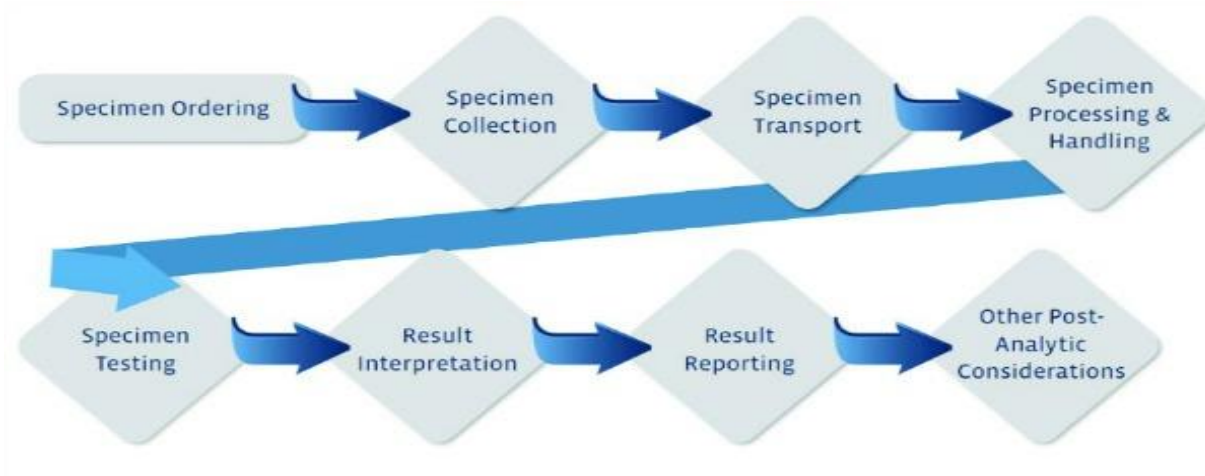 Specimen Ordering
Specimen
Collection
Specimen
Transport
Specimen
Processing &
Handling
Specimen
Testing
Result
Interpretation
Result
Reporting
Other Post-
Analytic
Considerations